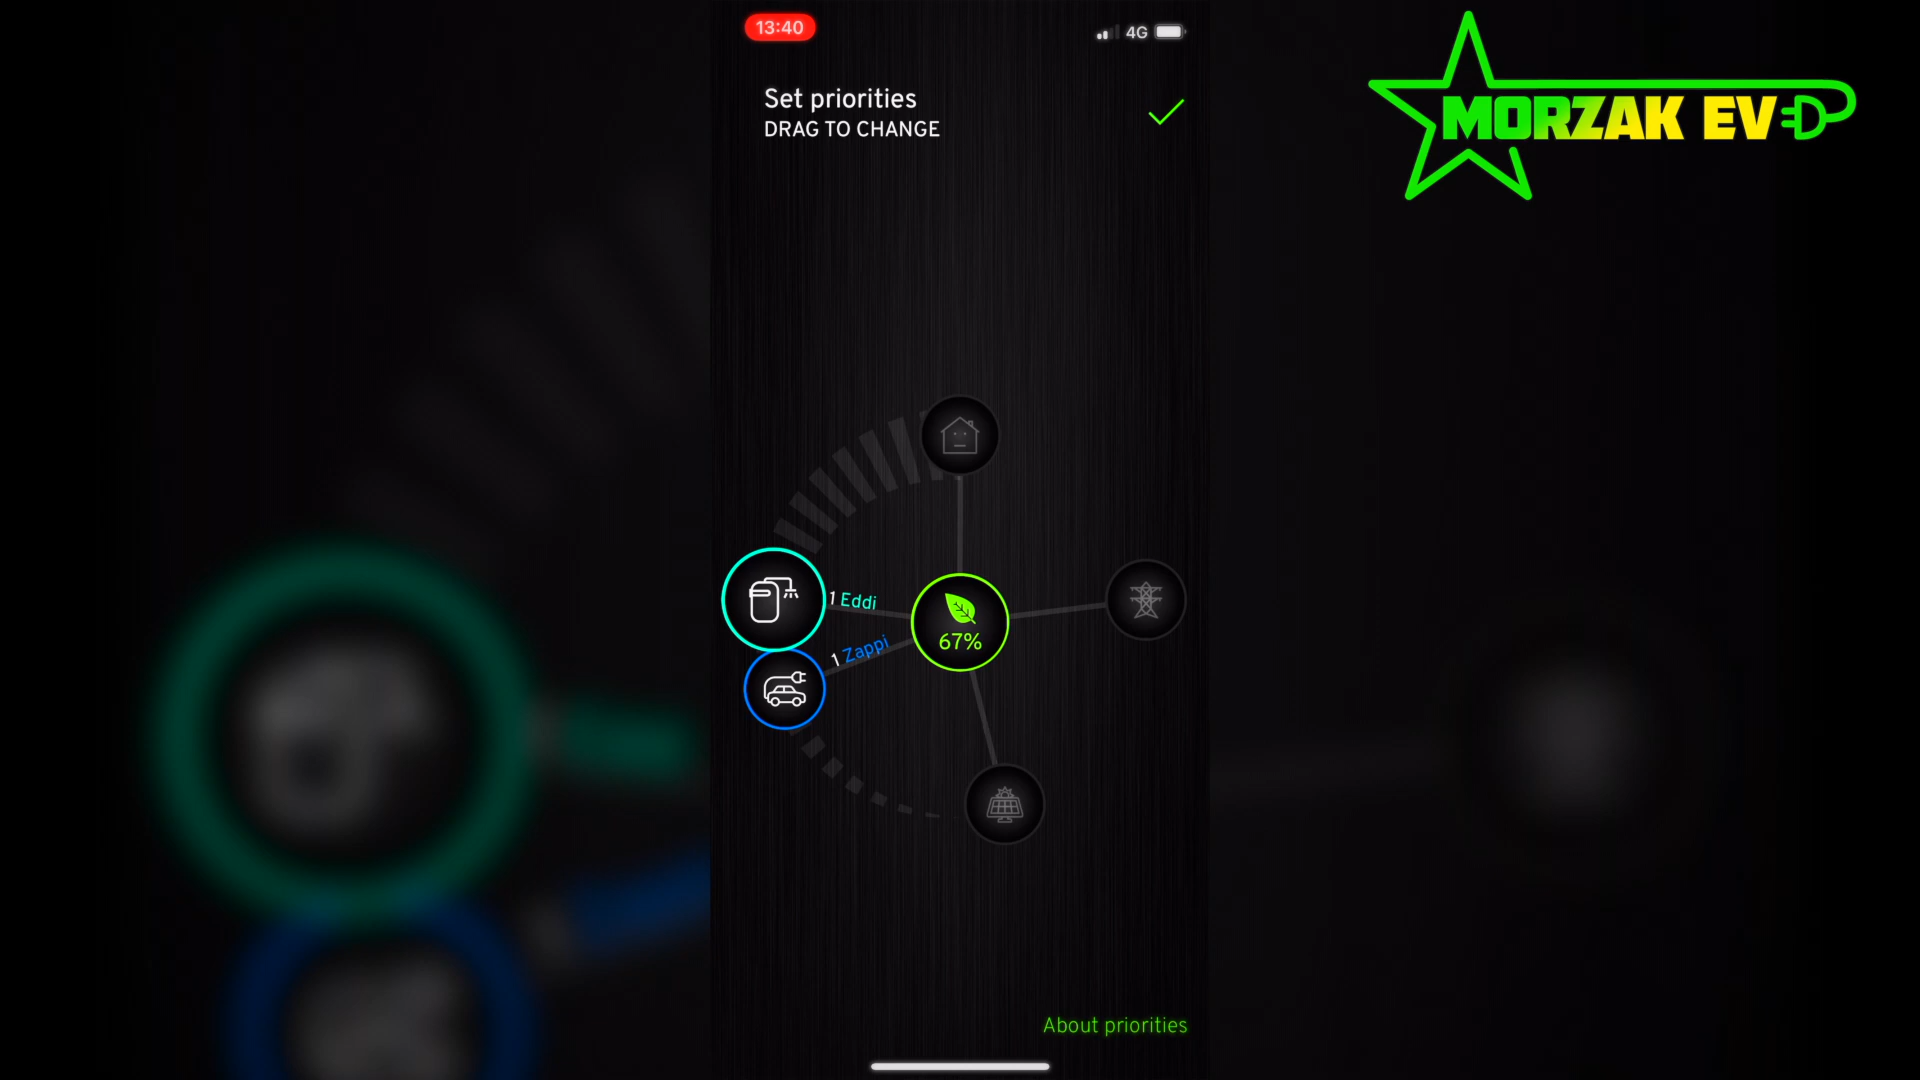 13:40
4G
Set priorities
DRAG TO CHANGE
MORZAK EV
1 Eddi
1 Zappi
67%
About priorities